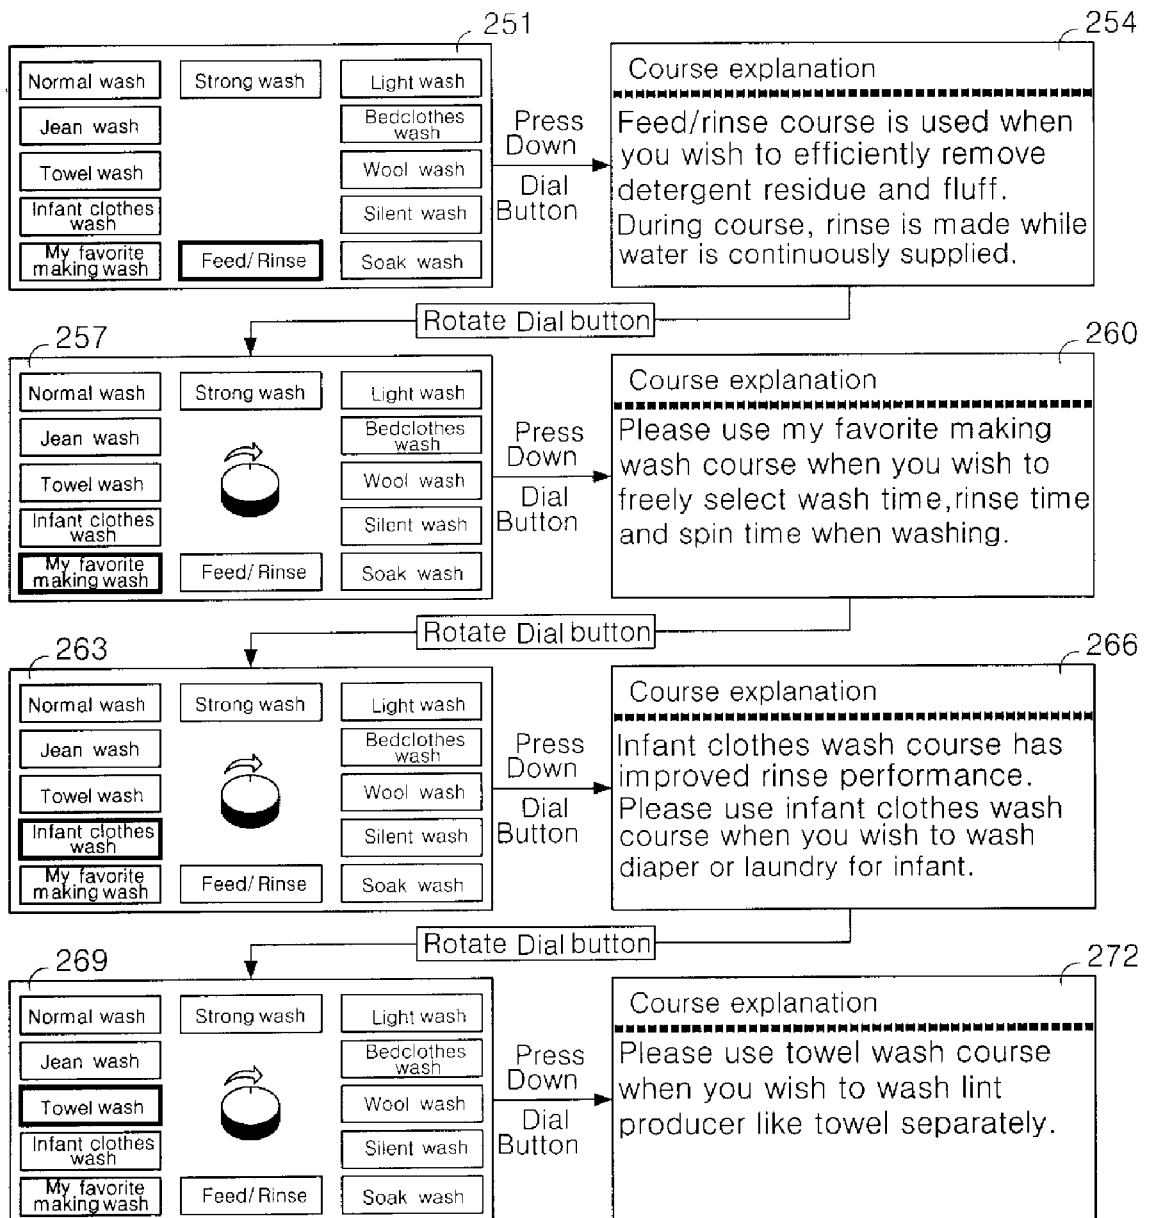 251
Normal wash
Strong wash
Light wash
Jean wash
Bedclothes
wash
Towel wash
Wool wash
Infant clothes
wash
Silent wash
My favorite
making wash
Feed/Rinse
Soak wash
Press
Down
Dial
Button
254
Course explanation
Feed/rinse course is used when
you wish to efficiently remove
detergent residue and fluff.
During course, rinse is made while
water is continuously supplied.
Rotate Dial button
257
Normal wash
Strong wash
Light wash
Jean wash
Bedclothes
wash
Towel wash
Wool wash
Infant clothes
wash
Silent wash
My favorite
making wash
Feed/Rinse
Soak wash
Press
Down
Dial
Button
260
Course explanation
Please use my favorite making
wash course when you wish to
freely select wash time,rinse time
and spin time when washing.
Rotate Dial button
263
Normal wash
Strong wash
Light wash
Jean wash
Bedclothes
wash
Towel wash
Wool wash
Infant clothes
wash
Silent wash
My favorite
making wash
Feed/Rinse
Soak wash
Press
Down
Dial
Button
266
Course explanation
Infant clothes wash course has
improved rinse performance.
Please use infant clothes wash
course when you wish to wash
diaper or laundry for infant.
Rotate Dial button
269
Normal wash
Strong wash
Light wash
Jean wash
Bedclothes
wash
Towel wash
Wool wash
Infant clothes
wash
Silent wash
My favorite
making wash
Feed/Rinse
Soak wash
Press
Down
Dial
Button
272
Course explanation
Please use towel wash course
when you wish to wash lint
producer like towel separately.